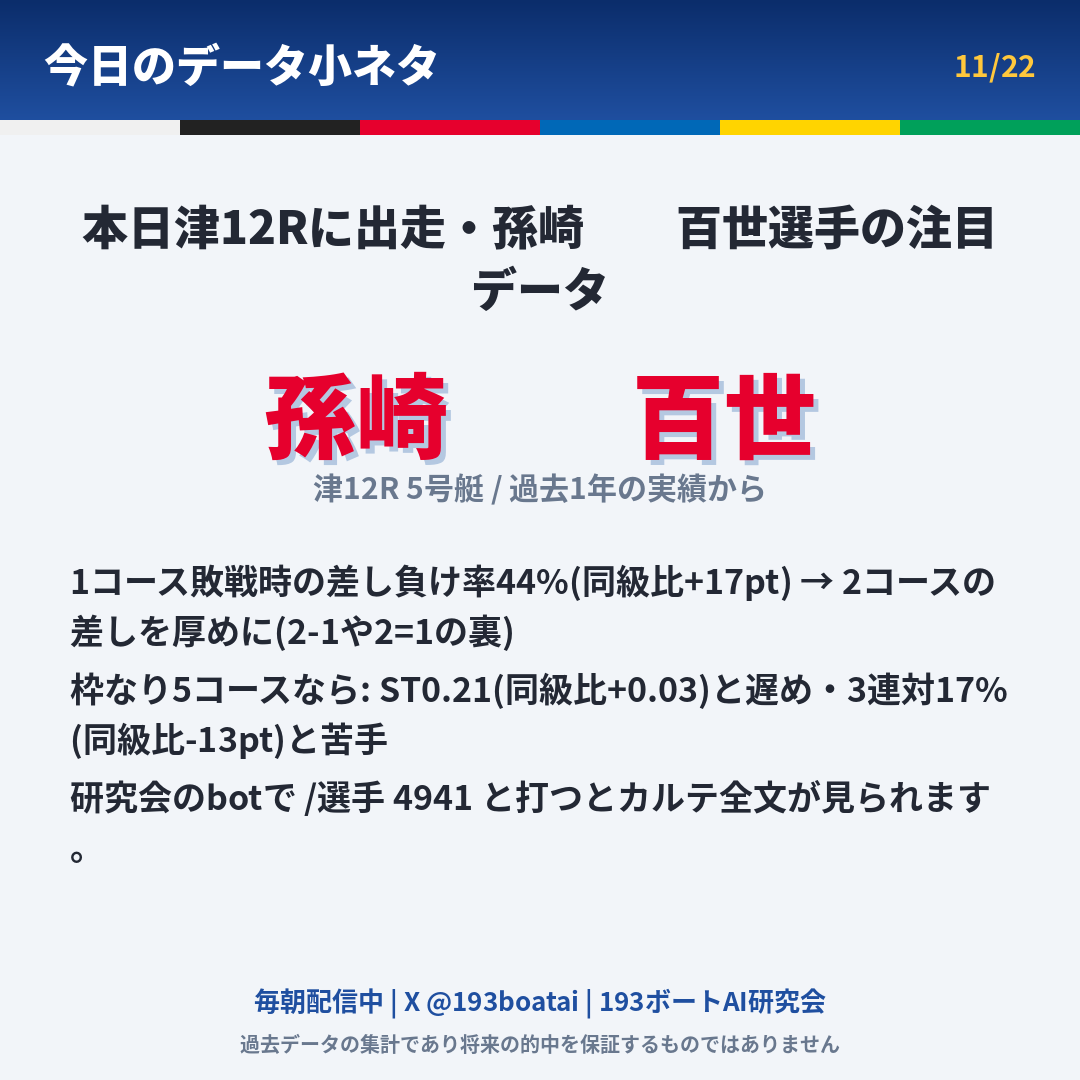 今日のデータ小ネタ
11/22
本日津12Rに出走・孫崎　　百世選手の注目
データ
孫崎　　百世
津12R 5号艇 / 過去1年の実績から
1コース敗戦時の差し負け率44%(同級比+17pt) → 2コースの
差しを厚めに(2-1や2=1の裏)
枠なり5コースなら: ST0.21(同級比+0.03)と遅め・3連対17%
(同級比-13pt)と苦手
研究会のbotで /選手 4941 と打つとカルテ全文が見られます
。
毎朝配信中 | X @193boatai | 193ボートAI研究会
過去データの集計であり将来の的中を保証するものではありません